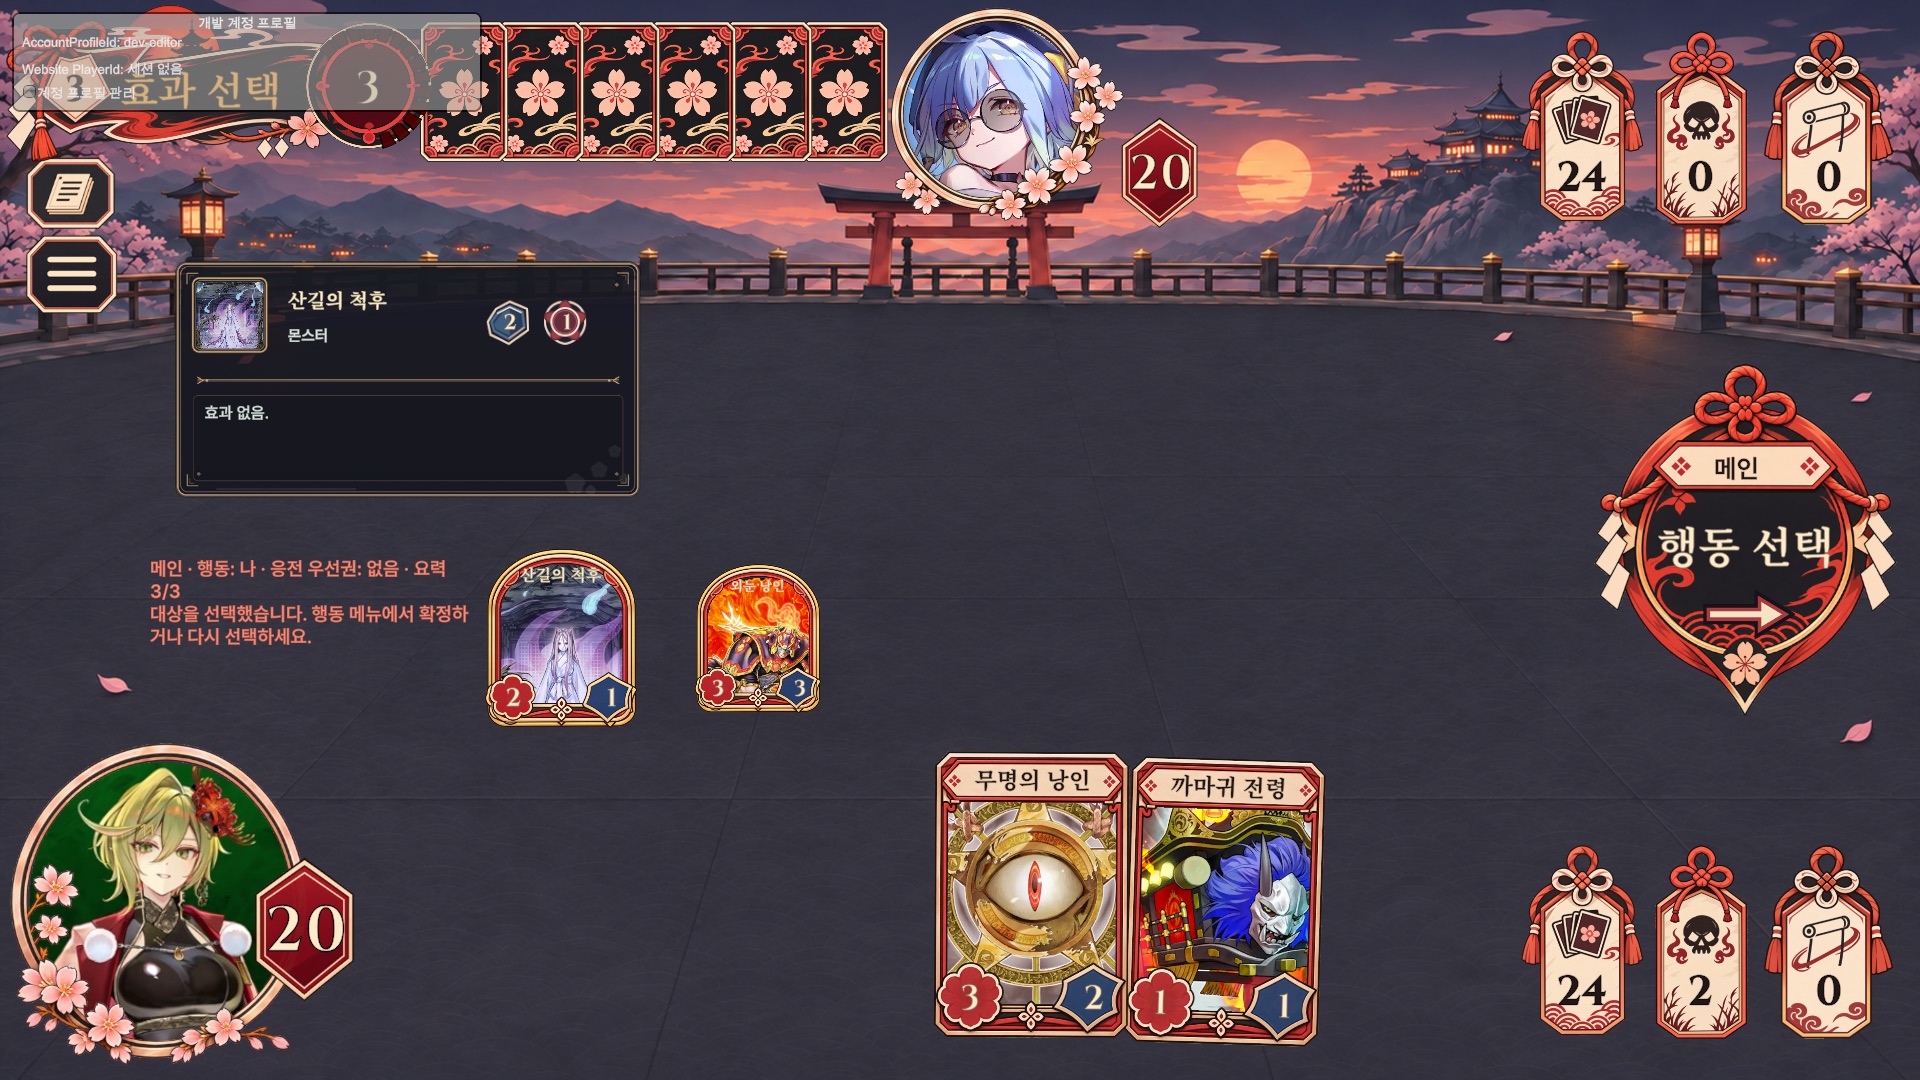 개발 계정 프로필
AccountProfileId: dev-editor
Website PlayerId: 세션 없음
계정 프로필 관리
3
효과 선택
3
20
24
0
0
산길의 척후
몬스터
2
1
효과 없음.
메인
행동 선택
메인 · 행동: 나 · 응전 우선권: 없음 · 요력
3/3
대상을 선택했습니다. 행동 메뉴에서 확정하
거나 다시 선택하세요.
산길의 척후
2
1
외눈 낭인
3
3
무명의 낭인
3
2
까마귀 전령
1
1
20
24
2
0